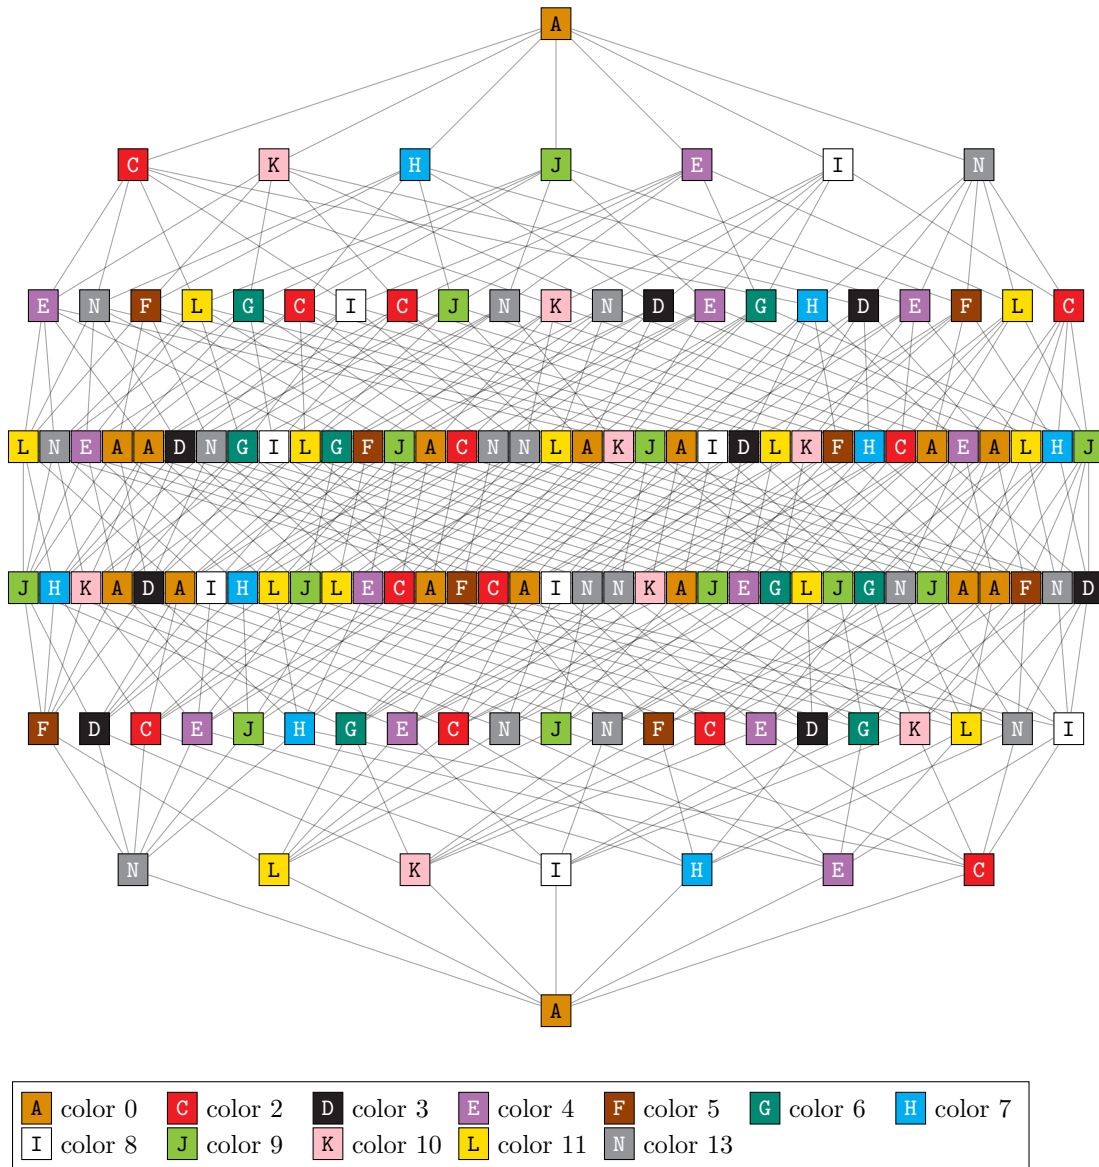 A
C K H J E I N
E N F L G C I C J N K N D E G H D E F L C
L N E A A D N G I L G F J A C N N L A K J A I D L K F H C A E A L H J
J H K A D A I H L J L E C A F C A I N N K A J E G L J G N J A A F N D
F D C E J H G E C N J N F C E D G K L N I
N L K I H E C
A
A color 0 C color 2 D color 3 E color 4 F color 5 G color 6 H color 7
I color 8 J color 9 K color 10 L color 11 N color 13